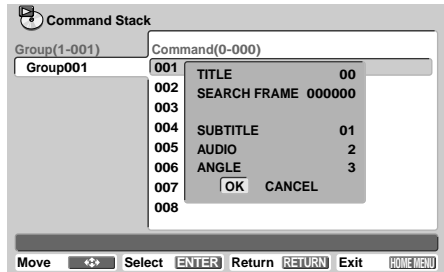 Command Stack
Group(1-001) Command(0-000)
Group001
001
002
003
004
005
006
007
008
TITLE 00
SEARCH FRAME 000000
SUBTITLE 01
AUDIO 2
ANGLE 3
OK CANCEL
Move Select ENTER Return RETURN Exit HOME MENU